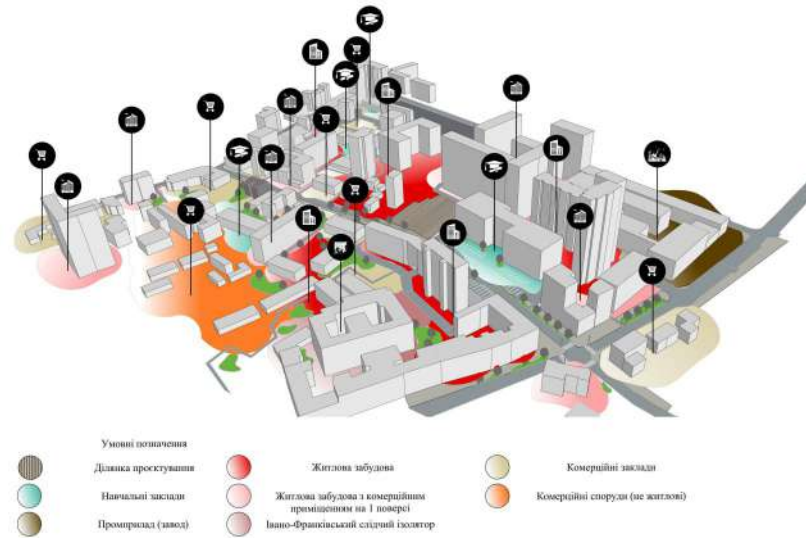 Умовні позначення
Ділянка проєктування
Навчальні заклади
Промприлад (завод)
Житлова забудова
Житлова забудова з комерційним
приміщенням на 1 поверсі
Івано-Франківський слідчий ізолятор
Комерційні заклади
Комерційні споруди (не житлові)